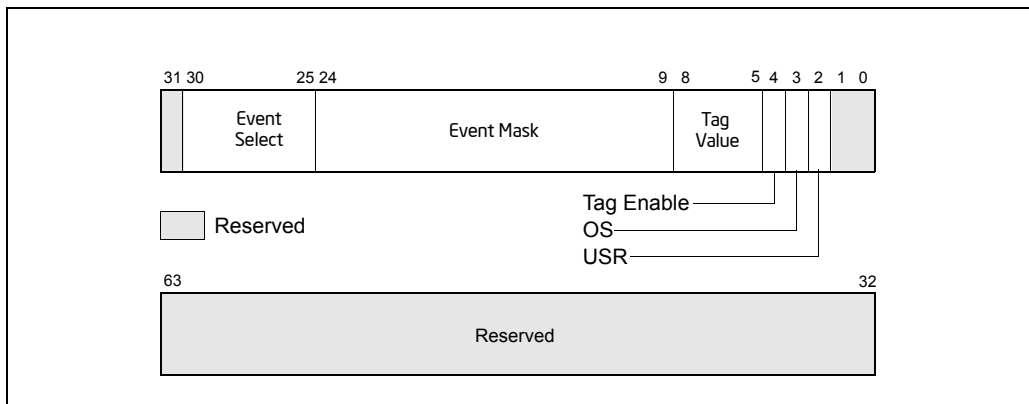 31 30 25 24 9 8 5 4 3 2 1 0
Event
Select
Event Mask
Tag
Value
Tag Enable
OS
USR
Reserved
63 32
Reserved